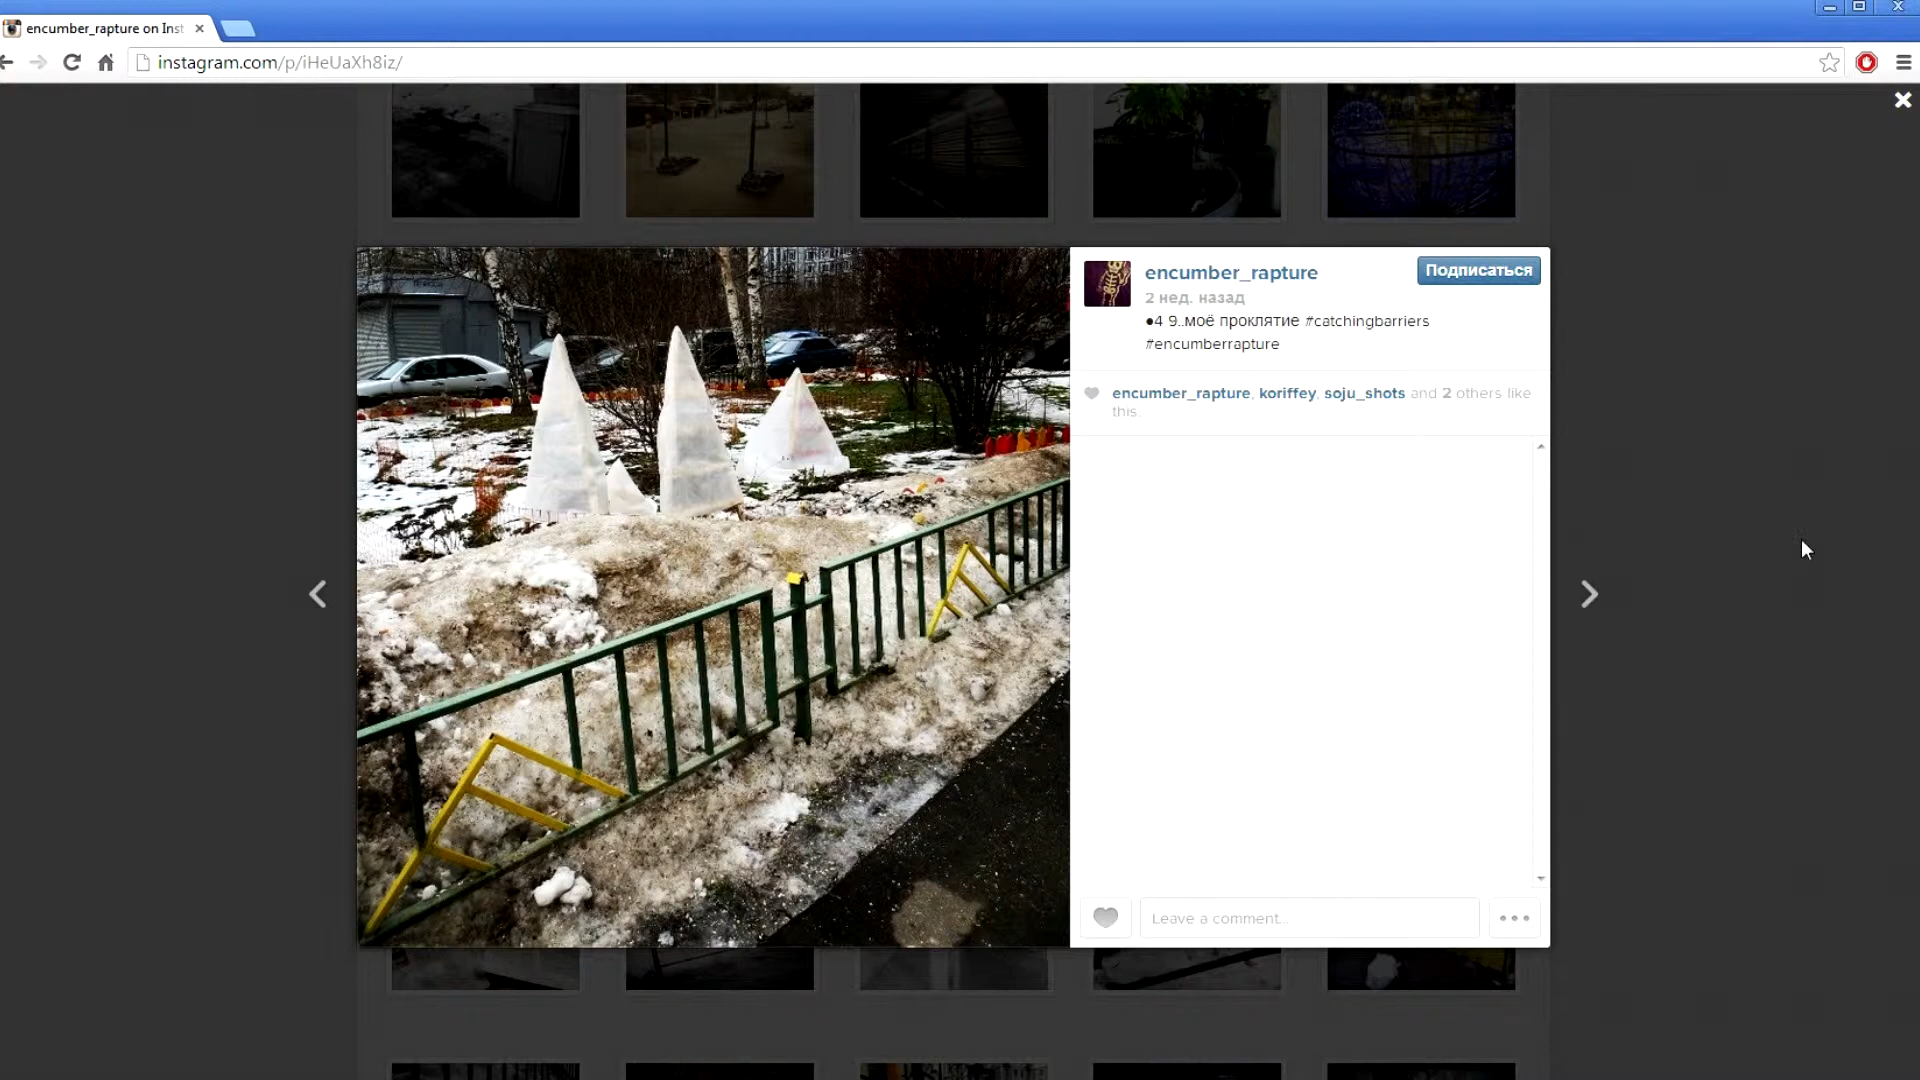 encumber_rapture on Inst
instagram.com/p/iHeUaXh8iz/
encumber_rapture
Подписаться
2 нед. назад
●4 9..моё проклятие #catchingbarriers
#encumberrapture
encumber_rapture, koriffey, soju_shots and 2 others like
this.
Leave a comment...